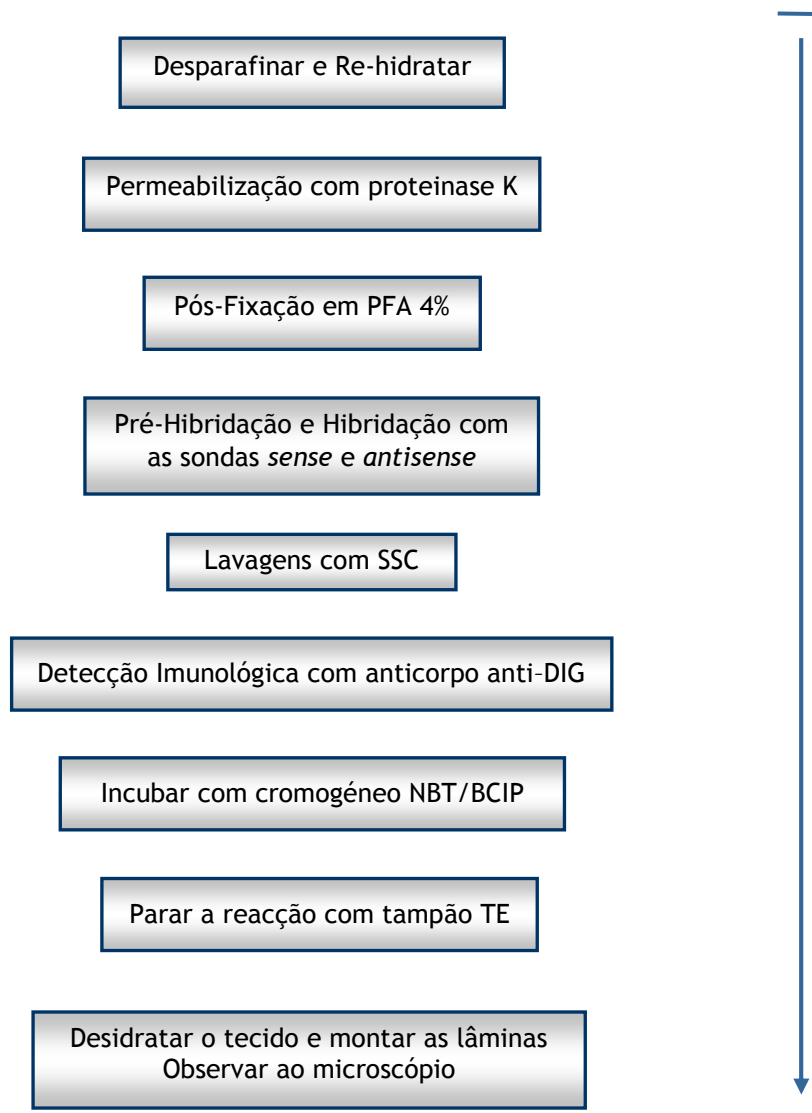 Desparafinar e Re-hidratar
Permeabilização com proteinase K
Pós-Fixação em PFA 4%
Pré-Hibridação e Hibridação com
as sondas sense e antisense
Lavagens com SSC
Detecção Imunológica com anticorpo anti–DIG
Incubar com cromogéneo NBT/BCIP
Parar a reacção com tampão TE
Desidratar o tecido e montar as lâminas
Observar ao microscópio